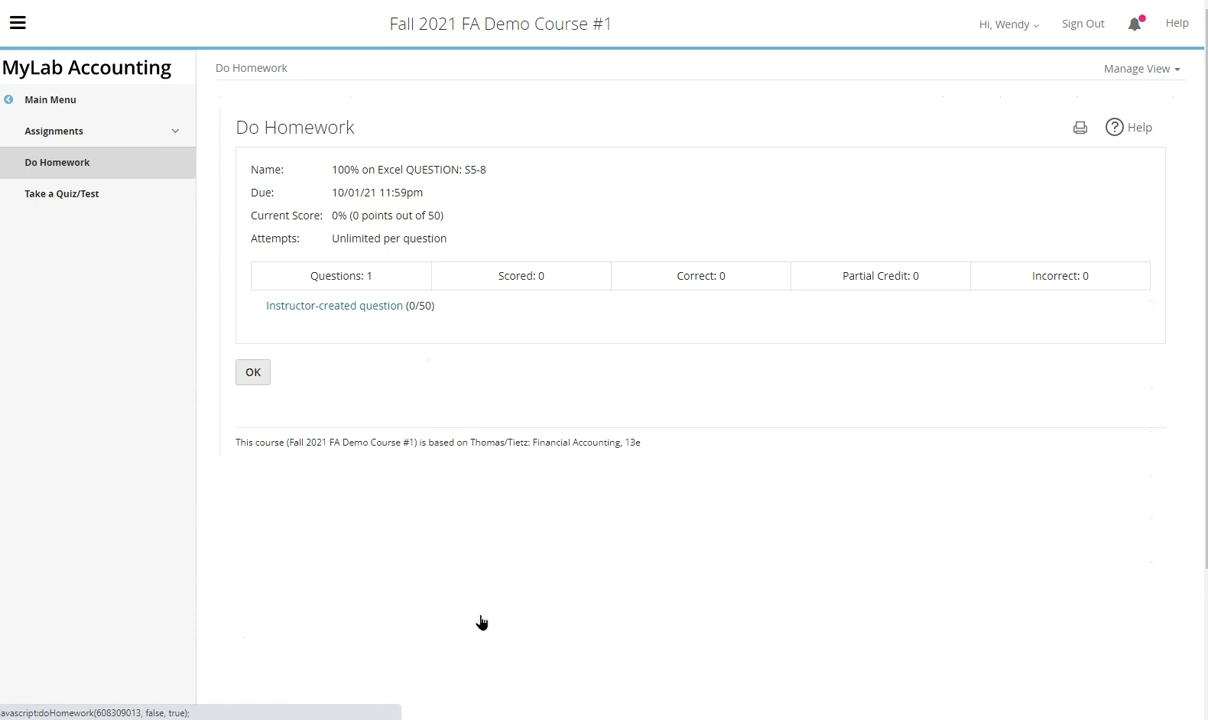 Fall 2021 FA Demo Course #1
Hi, Wendy
Sign Out
Help
MyLab Accounting
Main Menu
Assignments
Do Homework
Take a Quiz/Test
Do Homework
Manage View
Do Homework
Help
Name: 100% on Excel QUESTION: S5-8
Due: 10/01/21 11:59pm
Current Score: 0% (0 points out of 50)
Attempts: Unlimited per question
Questions: 1 Scored: 0 Correct: 0 Partial Credit: 0 Incorrect: 0
Instructor-created question (0/50)
OK
This course (Fall 2021 FA Demo Course #1) is based on Thomas/Tietz: Financial Accounting, 13e
avascript:doHomework(608309013, false, true);